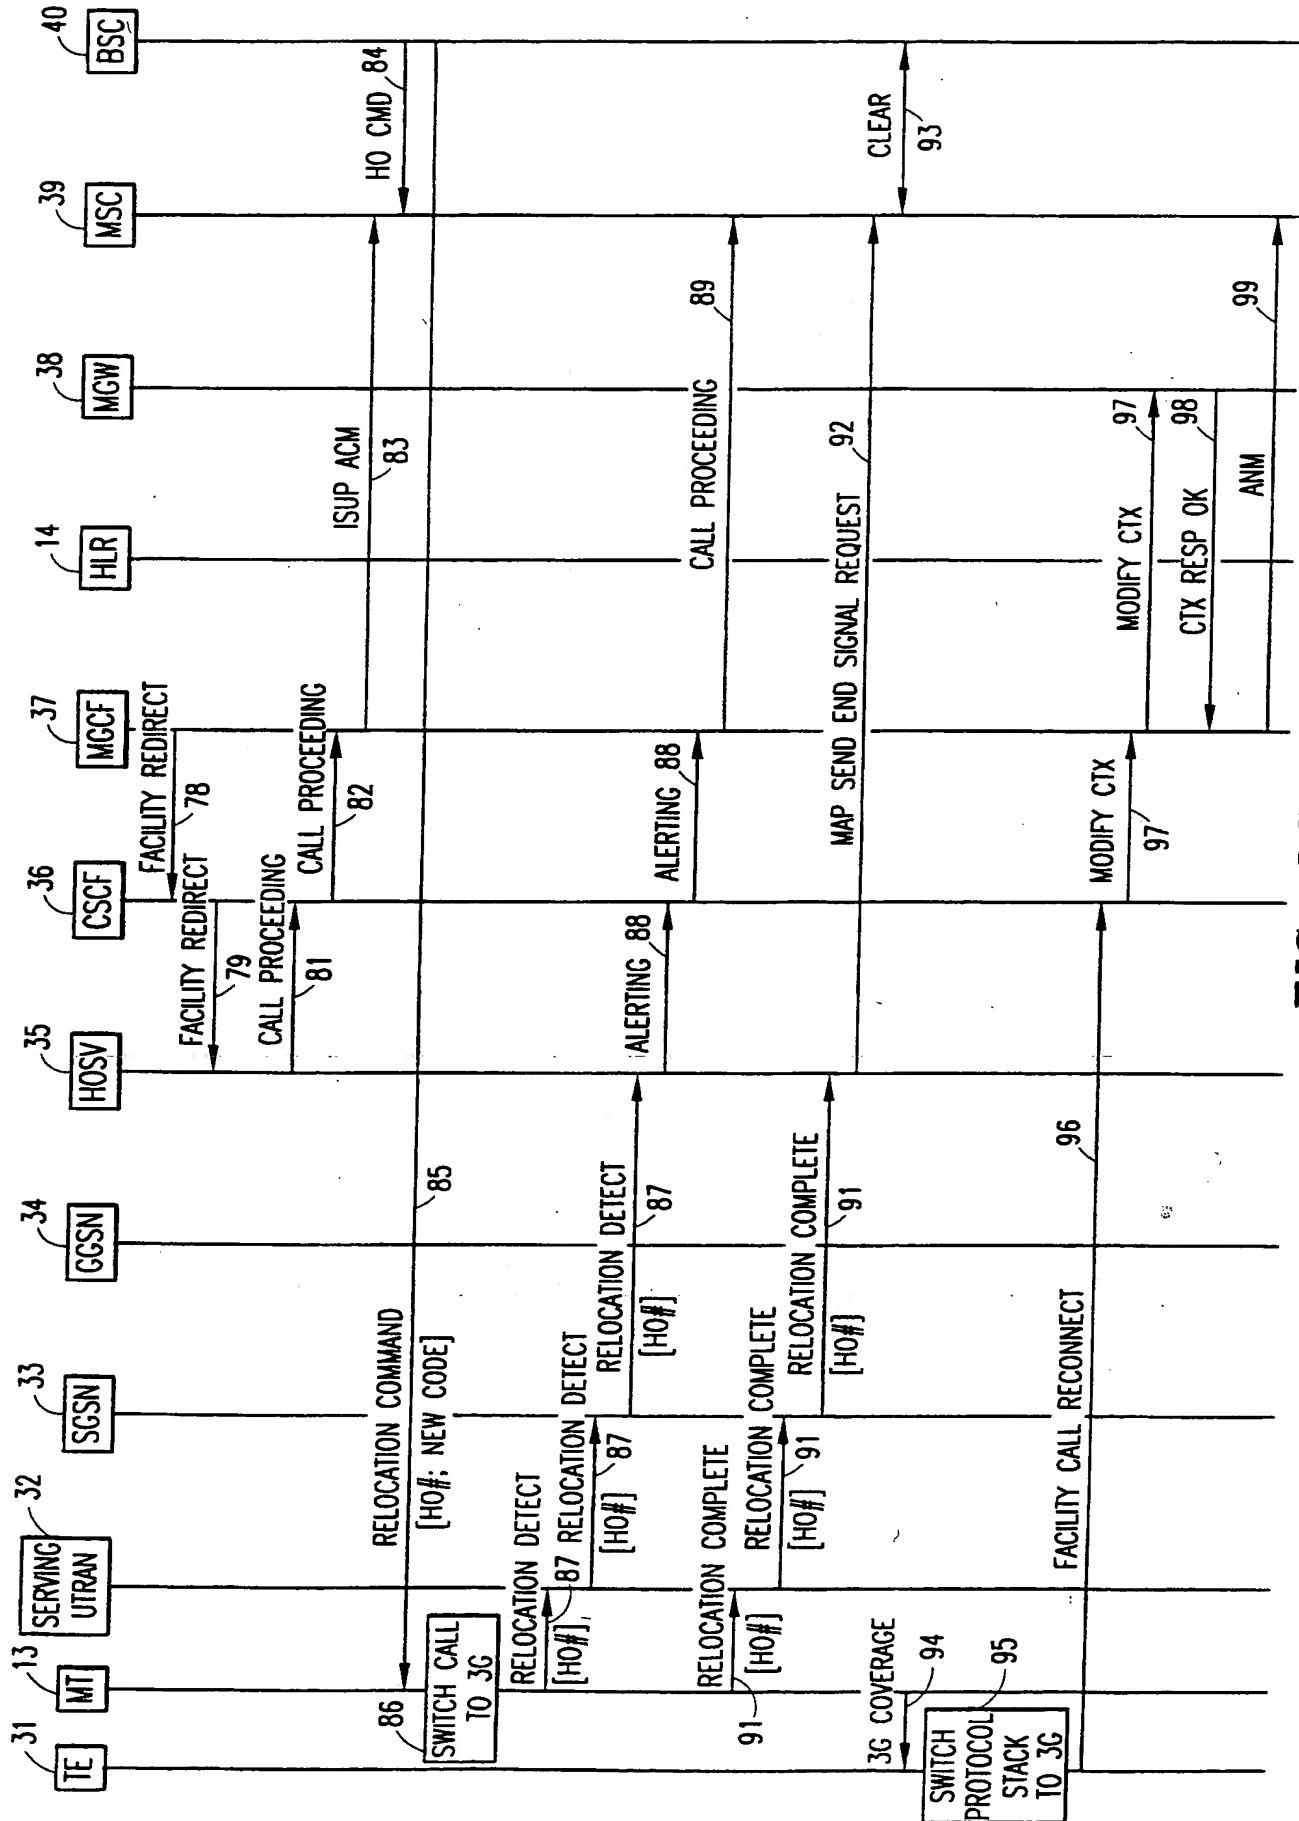 31
TE
13
MT
32
SERVING
UTRAN
33
SGSN
34
GGSN
35
HOSV
36
CSCF
37
MGCF
14
HLR
38
MGW
39
MSC
40
BSC
FACILITY REDIRECT
78
FACILITY REDIRECT
79
CALL PROCEEDING
81
CALL PROCEEDING
82
ISUP ACM
83
HO CMD 84
RELOCATION COMMAND
[HO#; NEW CODE]
85
86
SWITCH CALL
TO 3G
RELOCATION DETECT
[HO#]
87
RELOCATION DETECT
[HO#]
87
RELOCATION DETECT
[HO#]
87
ALERTING 88
ALERTING 88
CALL PROCEEDING
89
RELOCATION COMPLETE
[HO#]
91
RELOCATION COMPLETE
[HO#]
91
RELOCATION COMPLETE
[HO#]
91
MAP SEND END SIGNAL REQUEST
92
CLEAR
93
3G COVERAGE
94
SWITCH
PROTOCOL
STACK
TO 3G
95
FACILITY CALL RECONNECT
96
MODIFY CTX
97
MODIFY CTX
97
CTX RESP OK
98
ANM
99